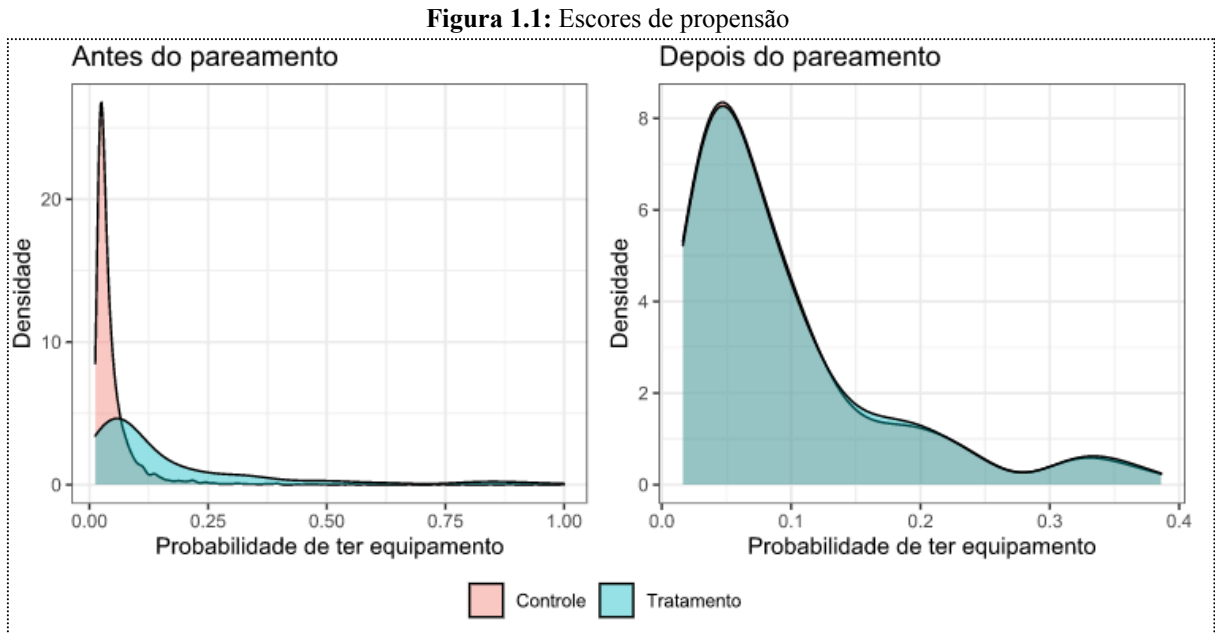 Figura 1.1: Escores de propensão
Antes do pareamento
Densidade
20
10
0
0.00 0.25 0.50 0.75 1.00
Probabilidade de ter equipamento
Depois do pareamento
Densidade
8
6
4
2
0
0.0 0.1 0.2 0.3 0.4
Probabilidade de ter equipamento
Controle Tratamento